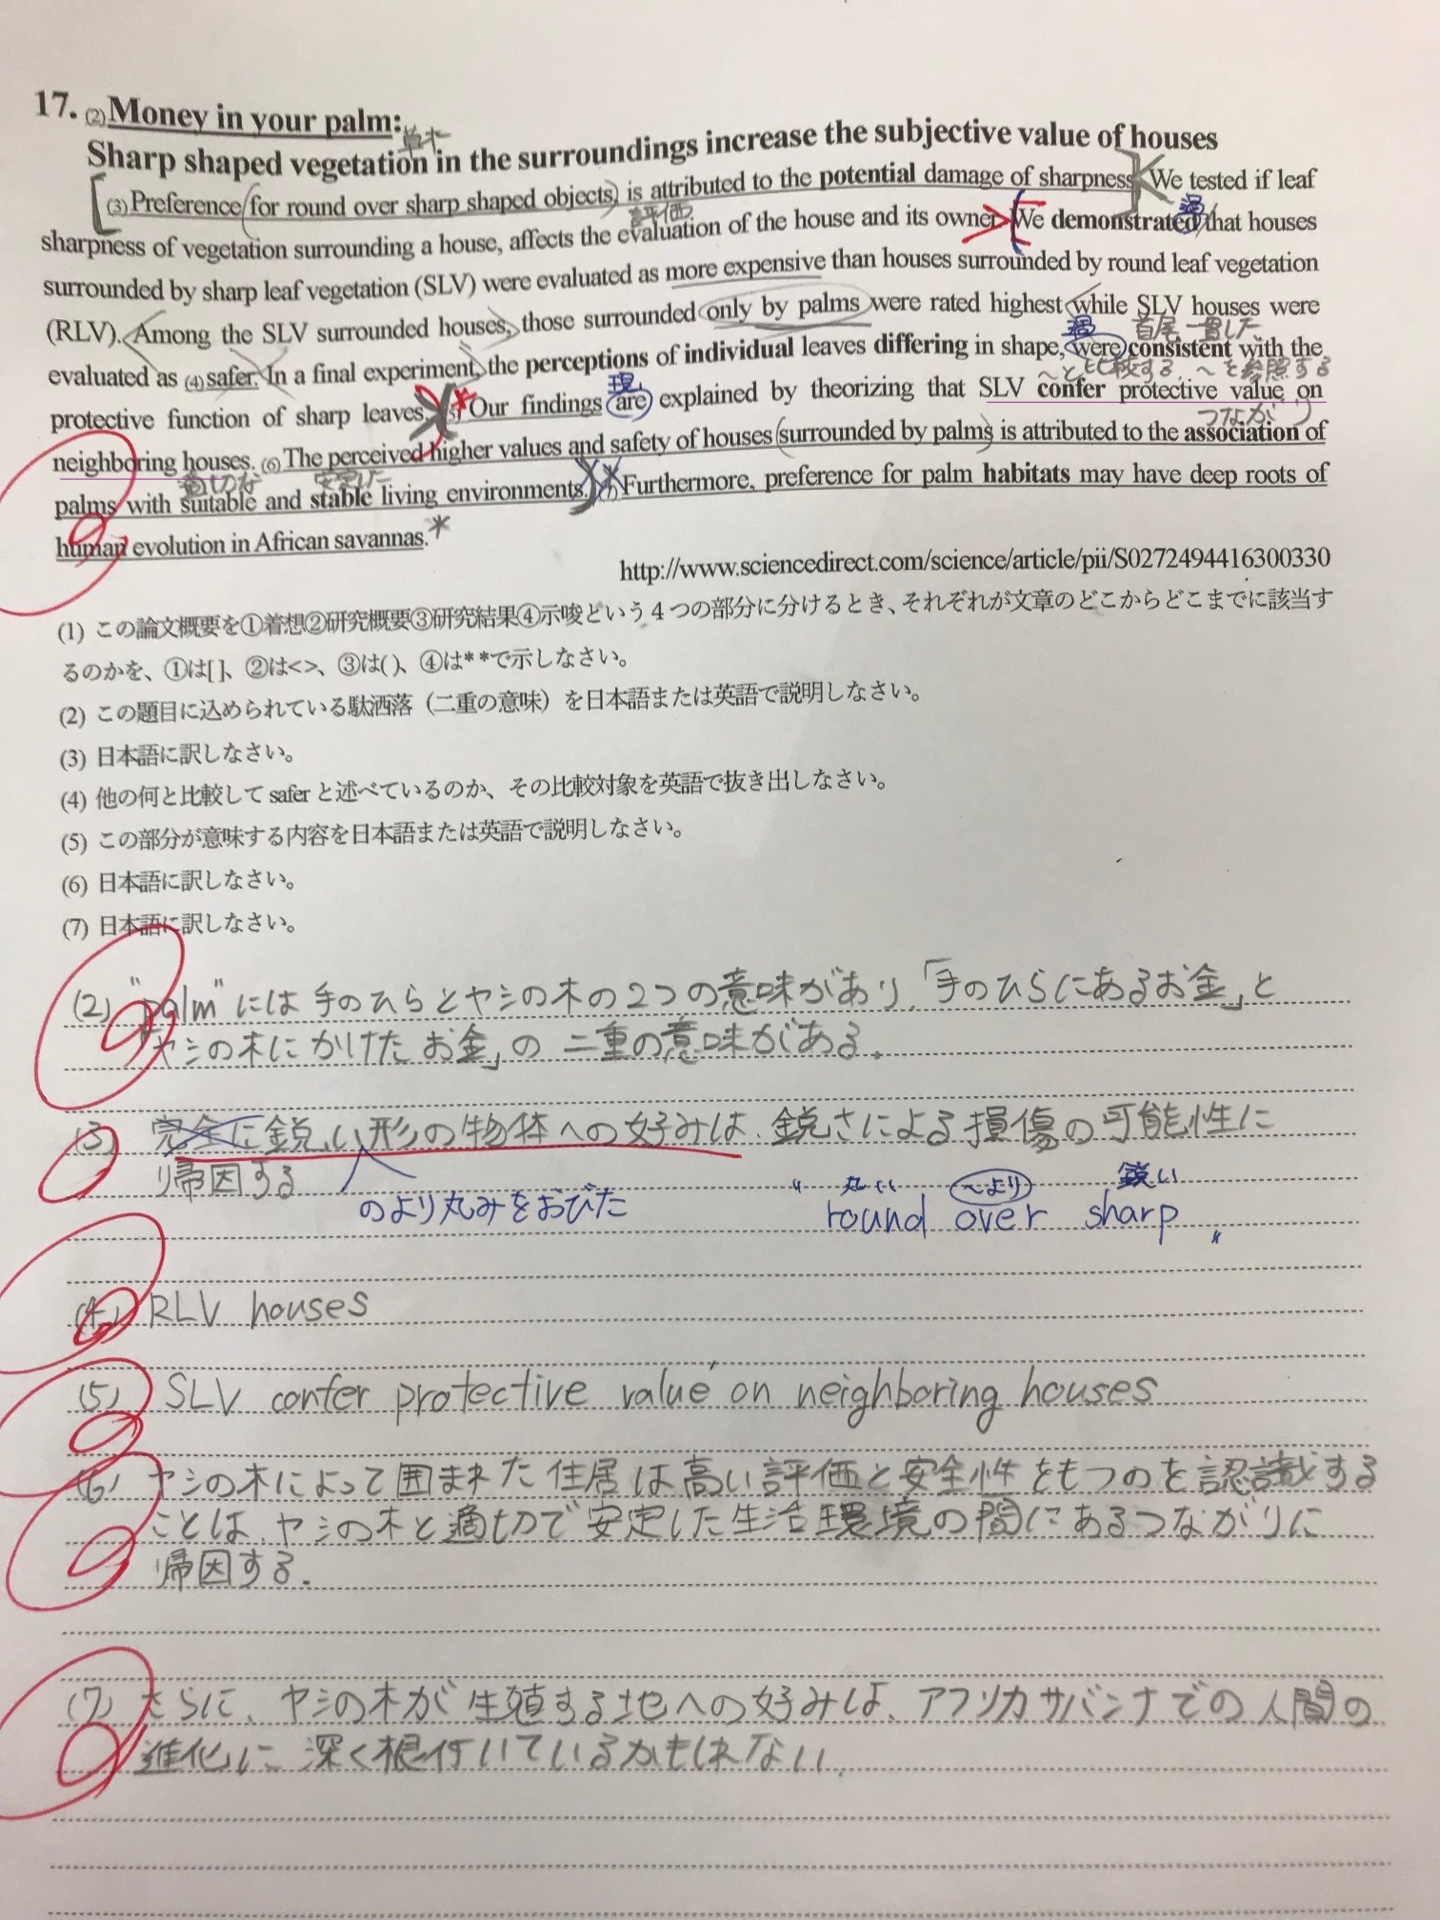 17. (2)Money in your palm:
草木
Sharp shaped vegetation in the surroundings increase the subjective value of houses
[(3) Preference (for round over sharp shaped objects) is attributed to the potential damage of sharpness.] We tested if leaf
評価 過
sharpness of vegetation surrounding a house, affects the evaluation of the house and its owner.> (We demonstrated that houses
surrounded by sharp leaf vegetation (SLV) were evaluated as more expensive than houses surrounded by round leaf vegetation
(RLV). Among the SLV surrounded houses, those surrounded only by palms were rated highest while SLV houses were
過 首尾一貫した
evaluated as (4) safer. In a final experiment, the perceptions of individual leaves differing in shape, were consistent with the
現 〜と比較する、〜を参照する
protective function of sharp leaves.)*(5) Our findings are explained by theorizing that SLV confer protective value on
つながり
neighboring houses. (6) The perceived higher values and safety of houses (surrounded by palms) is attributed to the association of
適切な 安定した
palms with suitable and stable living environments. (7) Furthermore, preference for palm habitats may have deep roots of
human evolution in African savannas.*
http://www.sciencedirect.com/science/article/pii/S0272494416300330
(1) この論文概要を①着想②研究概要③研究結果④示唆という４つの部分に分けるとき、それぞれが文章のどこからどこまでに該当す
るのかを、①は[ ]、②は< >、③は( )、④は* *で示しなさい。
(2) この題目に込められている駄洒落（二重の意味）を日本語または英語で説明しなさい。
(3) 日本語に訳しなさい。
(4) 他の何と比較して safer と述べているのか、その比較対象を英語で抜き出しなさい。
(5) この部分が意味する内容を日本語または英語で説明しなさい。
(6) 日本語に訳しなさい。
(7) 日本語に訳しなさい。
(2) "palm" には 手のひらとヤシの木の2つの意味があり、「手のひらにあるお金」と
「ヤシの木にかけたお金」の 二重の意味がある。
(3) 完全に鋭い形の物体への好みは、鋭さによる損傷の可能性に
帰因する
のより丸みをおびた
丸い 〜より 鋭い
"round over sharp"
(4) RLV houses
(5) SLV confer protective value on neighboring houses
(6) ヤシの木によって囲まれた住居は高い評価と安全性をもつのを認識する
ことは、ヤシの木と適切で安定した生活環境の間にあるつながりに
帰因する.
(7) さらに、ヤシの木が生殖する地への好みは、アフリカサバンナでの人間の
進化に深く根付いているかもしれない.